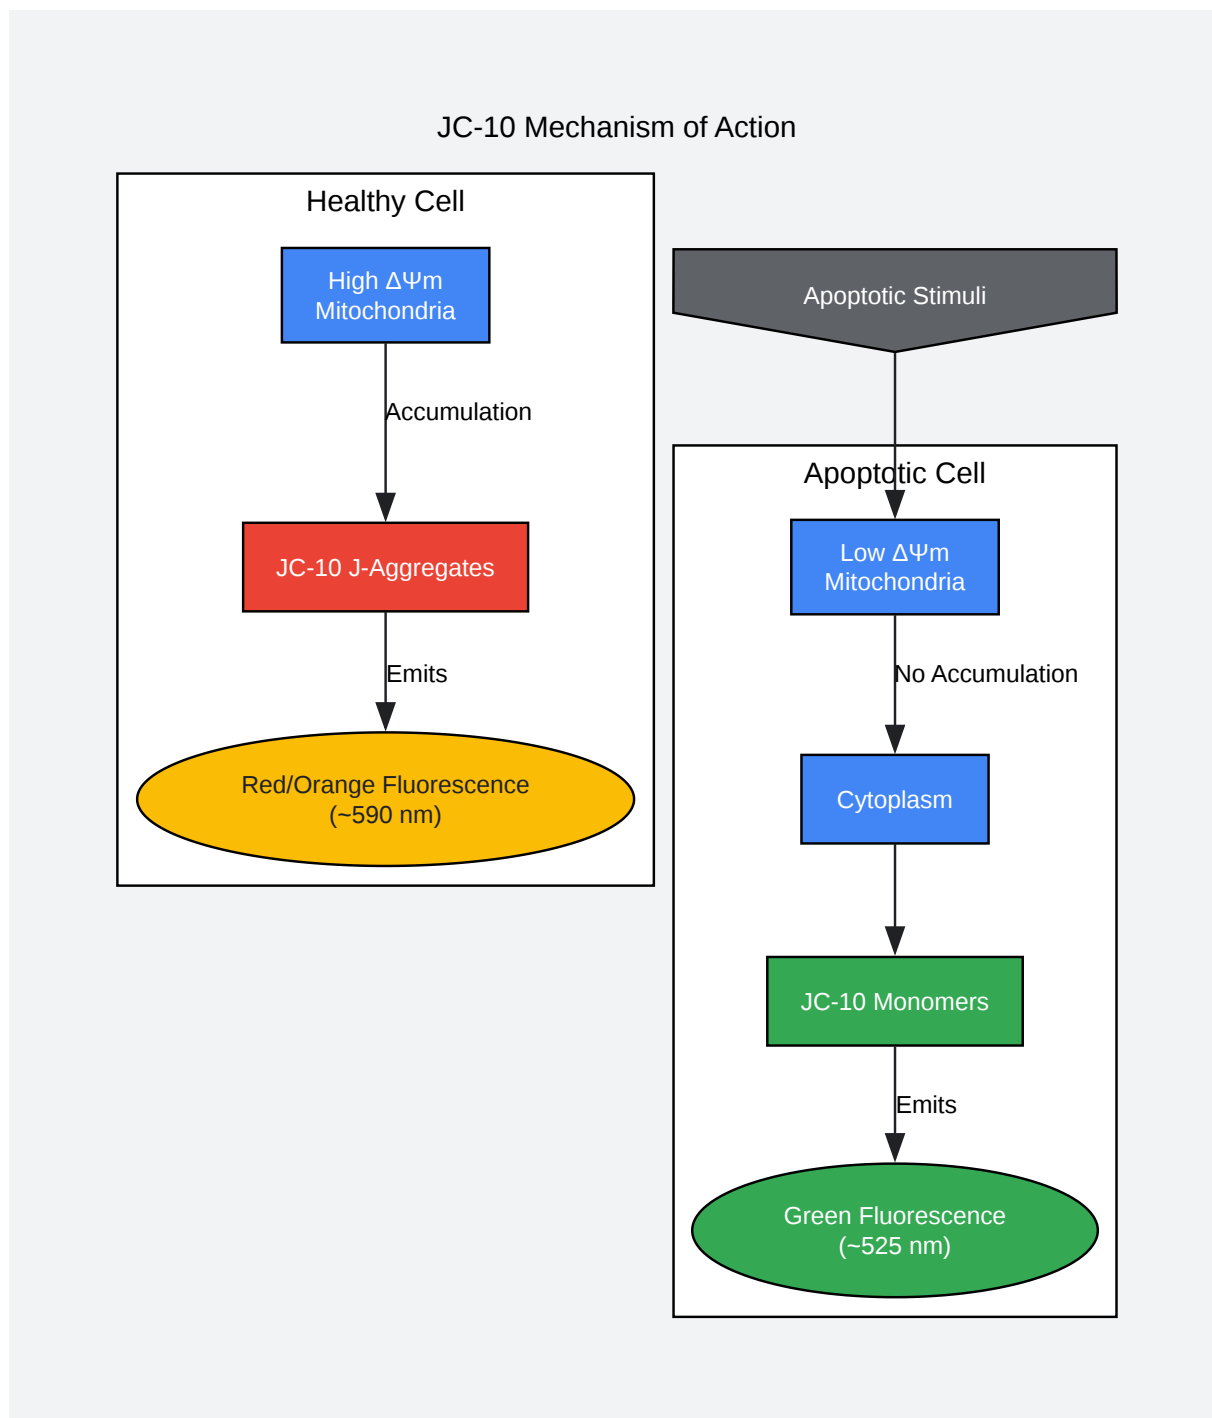 JC-10 Mechanism of Action
Healthy Cell
High ΔΨm
Mitochondria
Accumulation
JC-10 J-Aggregates
Emits
Red/Orange Fluorescence
(~590 nm)
Apoptotic Stimuli
Apoptotic Cell
Low ΔΨm
Mitochondria
No Accumulation
Cytoplasm
JC-10 Monomers
Emits
Green Fluorescence
(~525 nm)